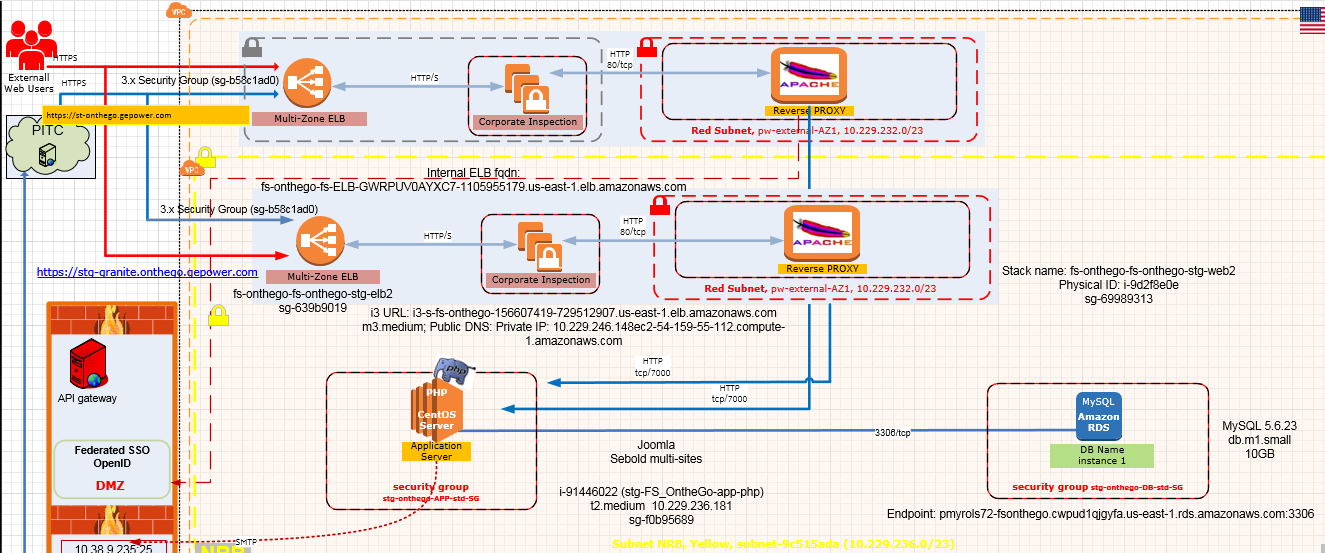 VPC
HTTPS
Externall
Web Users
HTTPS
3.x Security Group (sg-b58c1ad0)
https://st-onthego.gepower.com
PITC
Multi-Zone ELB
HTTP/S
Corporate Inspection
HTTP
80/tcp
APACHE
Reverse PROXY
Red Subnet, pw-external-AZ1, 10.229.232.0/23
VPC
Internal ELB fqdn:
fs-onthego-fs-ELB-GWRPUV0AYXC7-1105955179.us-east-1.elb.amazonaws.com
3.x Security Group (sg-b58c1ad0)
https://stg-granite.onthego.gepower.com
Multi-Zone ELB
fs-onthego-fs-onthego-stg-elb2
sg-639b9019
HTTP/S
Corporate Inspection
HTTP
80/tcp
APACHE
Reverse PROXY
Red Subnet, pw-external-AZ1, 10.229.232.0/23
Stack name: fs-onthego-fs-onthego-stg-web2
Physical ID: i-9d2f8e0e
sg-69989313
i3 URL: i3-s-fs-onthego-156607419-729512907.us-east-1.elb.amazonaws.com
m3.medium; Public DNS: Private IP: 10.229.246.148ec2-54-159-55-112.compute-
1.amazonaws.com
API gateway
Federated SSO
OpenID
DMZ
10.38.9.235:25
SMTP
php
PHP
CentOS
Server
Application
Server
security group
stg-onthego-APP-std-SG
HTTP
tcp/7000
HTTP
tcp/7000
3306/tcp
Joomla
Sebold multi-sites
i-91446022 (stg-FS_OntheGo-app-php)
t2.medium 10.229.236.181
sg-f0b95689
MySQL
Amazon
RDS
DB Name
instance 1
security group stg-onthego-DB-std-SG
MySQL 5.6.23
db.m1.small
10GB
Endpoint: pmyrols72-fsonthego.cwpud1qjgyfa.us-east-1.rds.amazonaws.com:3306
NRB
Subnet NRB, Yellow, subnet-9c515ada (10.229.236.0/23)